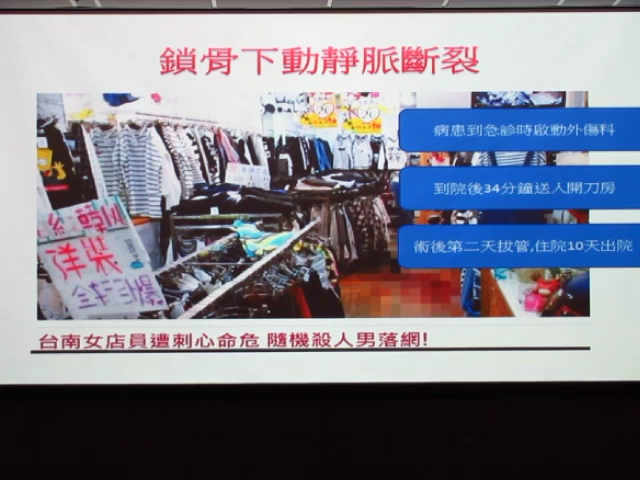 鎖骨下動靜脈斷裂
病患到急診時啟動外傷科
到院後34分鐘送入開刀房
術後第二天拔管,住院10天出院
洋裝
台南女店員遭刺心命危 隨機殺人男落網!